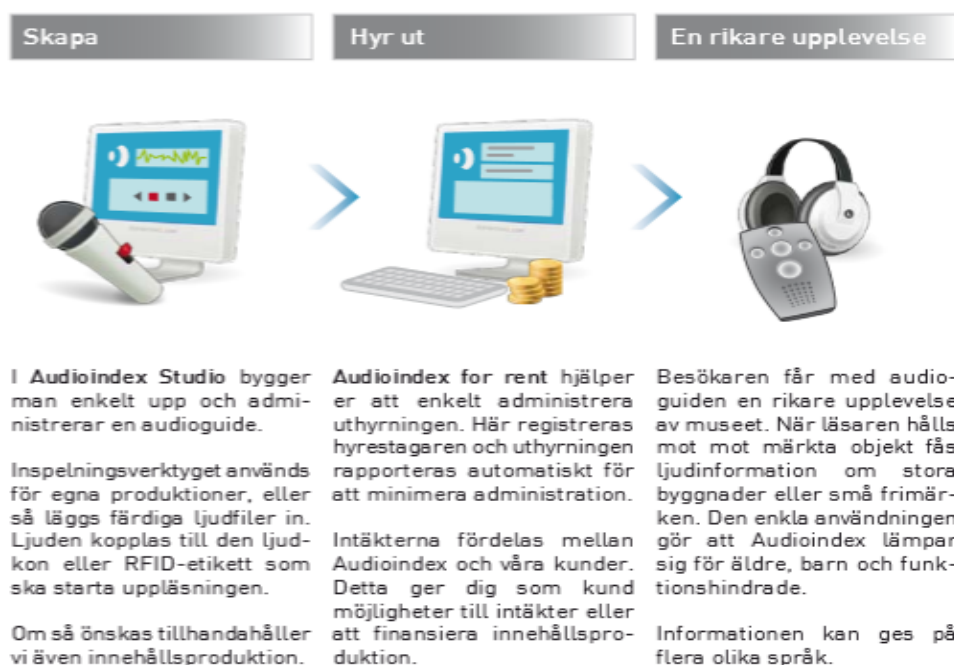 Skapa
I Audioindex Studio bygger
man enkelt upp och admi-
nistrerar en audioguide.
Inspelningsverktyget används
för egna produktioner, eller
så läggs färdiga ljudfiler in.
Ljuden kopplas till den ljud-
kon eller RFID-etikett som
ska starta uppläsningen.
Om så önskas tillhandahåller
vi även innehållsproduktion.
Hyr ut
Audioindex for rent hjälper
er att enkelt administrera
uthyrningen. Här registreras
hyrestagaren och uthyrningen
rapporteras automatiskt för
att minimera administration.
Intäkterna fördelas mellan
Audioindex och våra kunder.
Detta ger dig som kund
möjligheter till intäkter eller
att finansiera innehållspro-
duktion.
En rikare upplevelse
Besökaren får med audio-
guiden en rikare upplevelse
av museet. När läsaren hålls
mot mot märkta objekt fås
ljudinformation om stora
byggnader eller små frimär-
ken. Den enkla användningen
gör att Audioindex lämpar
sig för äldre, barn och funk-
tionshindrade.
Informationen kan ges på
flera olika språk.